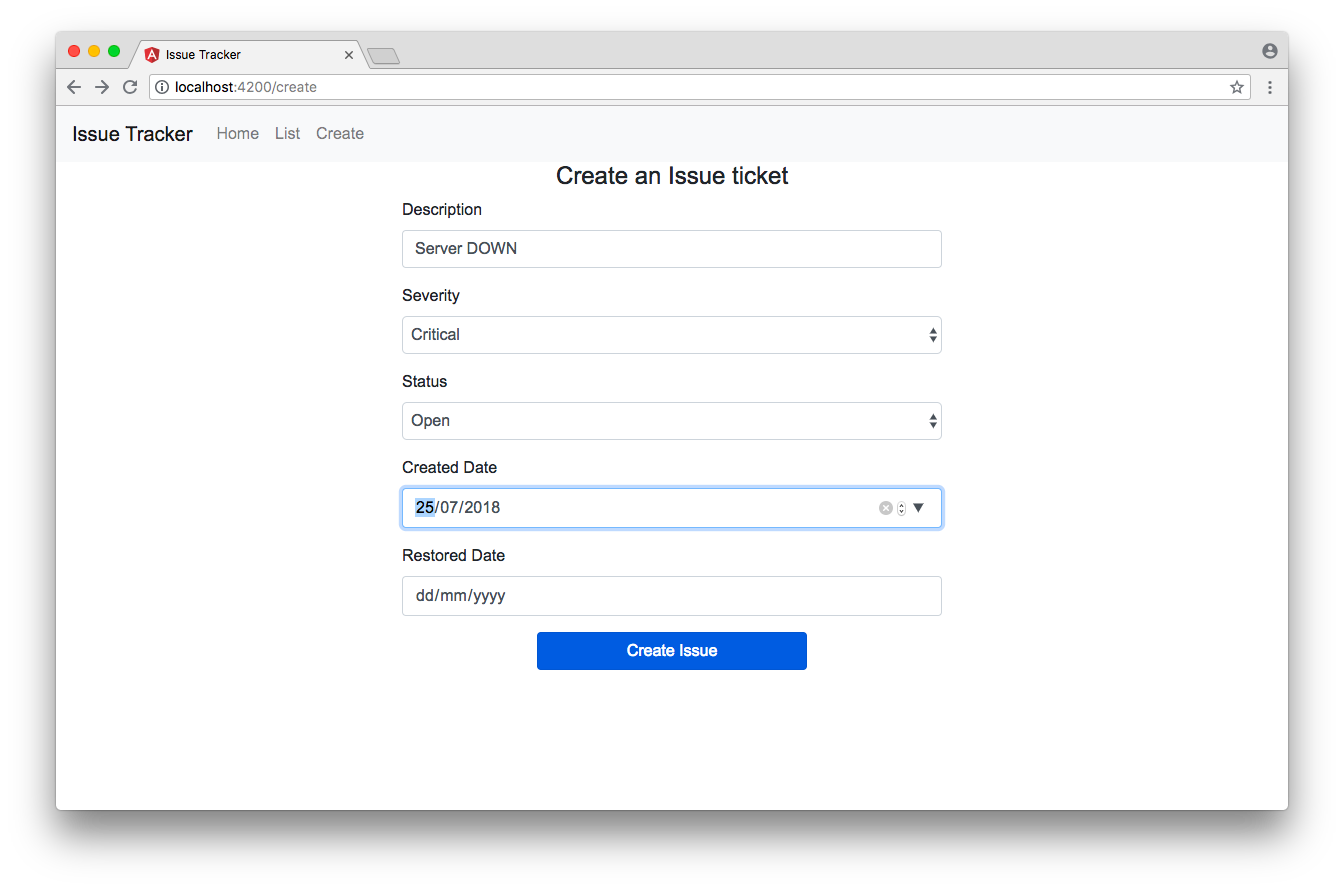 Issue Tracker
localhost:4200/create
Issue Tracker Home List Create
Create an Issue ticket
Description
Server DOWN
Severity
Critical
Status
Open
Created Date
25/07/2018
Restored Date
dd/mm/yyyy
Create Issue